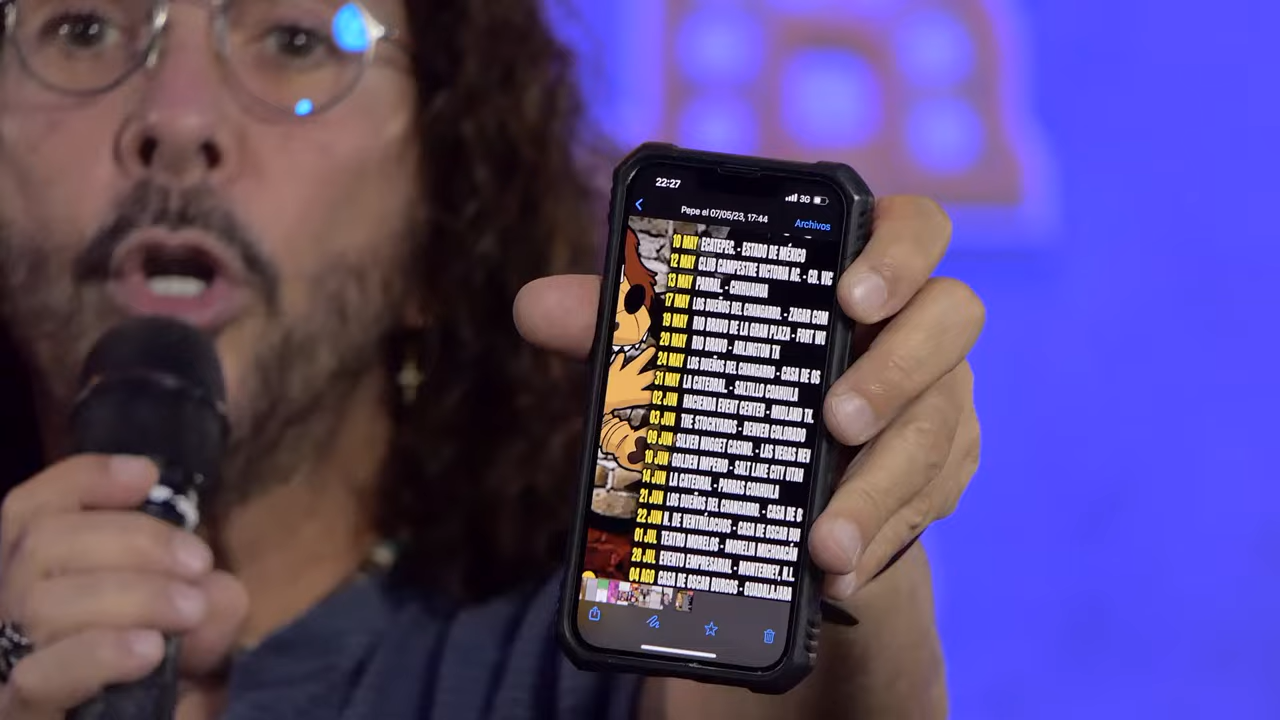 22:27
3G
Pepe el 07/05/23, 17:44
Archivos
10 MAY ECATEPEC. - ESTADO DE MÉXICO
12 MAY CLUB CAMPESTRE VICTORIA AC. - CD. VIC
13 MAY PARRAL. - CHIHUAHUA
17 MAY LOS DUEÑOS DEL CHANGARRO. - ZAGAR COM
19 MAY RIO BRAVO DE LA GRAN PLAZA - FORT WO
20 MAY RIO BRAVO - ARLINGTON TX
24 MAY LOS DUEÑOS DEL CHANGARRO - CASA DE OS
31 MAY LA CATEDRAL. - SALTILLO COAHUILA
02 JUN HACIENDA EVENT CENTER - MIDLAND TX.
03 JUN THE STOCKYARDS - DENVER COLORADO
09 JUN SILVER NUGGET CASINO. - LAS VEGAS NEV
10 JUN GOLDEN IMPERIO - SALT LAKE CITY UTAH
14 JUN LA CATEDRAL - PARRAS COAHUILA
21 JUN LOS DUEÑOS DEL CHANGARRO. - CASA DE O
22 JUN N. DE VENTRÍLOCUOS - CASA DE OSCAR BU
01 JUL TEATRO MORELOS - MORELIA MICHOACÁN
28 JUL EVENTO EMPRESARIAL - MONTERREY, N.L.
04 AGO CASA DE OSCAR BURGOS - GUADALAJARA